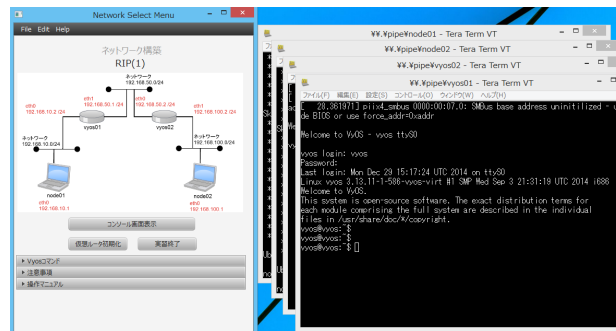 Network Select Menu
File Edit Help
ネットワーク構築
RIP(1)
ネットワーク
192.168.50.0/24
eth1
192.168.50.1 /24
eth1
192.168.50.2 /24
eth0
192.168.10.2 /24
eth0
192.168.100.2 /24
vyos01
vyos02
ネットワーク
192.168.10.0/24
ネットワーク
192.168.100.0/24
node01
eth0
192.168.10.1
node02
eth0
192.168.100.1
コンソール画面表示
仮想ルータ初期化
実習終了
Vyosコマンド
注意事項
操作マニュアル
¥¥.¥pipe¥node01 - Tera Term VT
¥¥.¥pipe¥node02 - Tera Term VT
¥¥.¥pipe¥vyos02 - Tera Term VT
¥¥.¥pipe¥vyos01 - Tera Term VT
ファイル(F) 編集(E) 設定(S) コントロール(O) ウィンドウ(W) ヘルプ(H)
[ 28.361971] piix4_smbus 0000:00:07.0: SMBus base address uninitilized - u
de BIOS or use force_addr=0xaddr
Welcome to VyOS - vyos ttyS0
vyos login: vyos
Password:
Last login: Mon Dec 29 15:17:24 UTC 2014 on ttyS0
Linux vyos 3.13.11-1-586-vyos-virt #1 SMP Wed Sep 3 21:31:19 UTC 2014 i686
Welcome to VyOS.
This system is open-source software. The exact distribution terms for
each module comprising the full system are described in the individual
files in /usr/share/doc/*/copyright.
vyos@vyos:~$
vyos@vyos:~$
vyos@vyos:~$